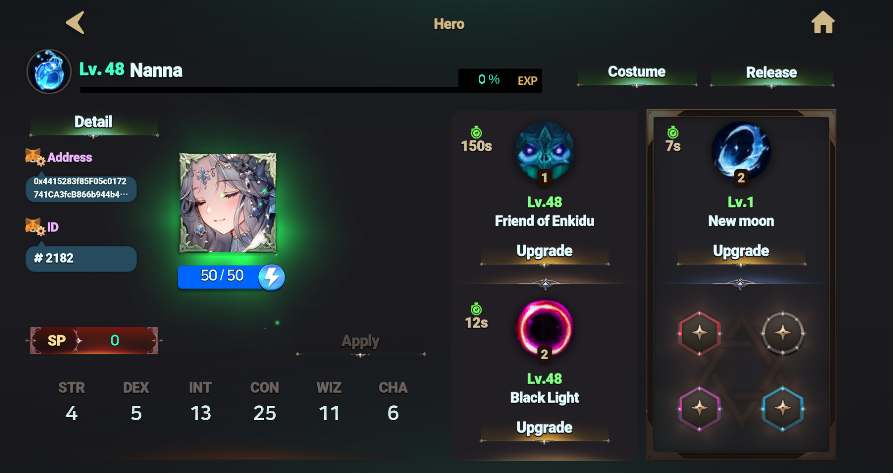 Hero
Lv. 48 Nanna
0 % EXP
Costume
Release
Detail
Address
0x4415283f85F05c0172
741CA3fcB866b944b4...
ID
# 2182
50 / 50
SP 0
Apply
STR DEX INT CON WIZ CHA
4 5 13 25 11 6
150s
1
Lv.48
Friend of Enkidu
Upgrade
12s
2
Lv.48
Black Light
Upgrade
7s
2
Lv.1
New moon
Upgrade